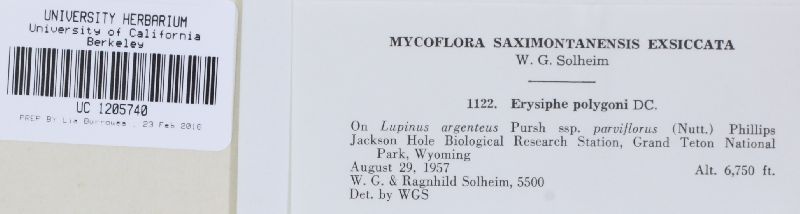 UNIVERSITY HERBARIUM
University of California
Berkeley
UC 1205740
PREP BY Lia Burrowes . 23 Feb 2016
MYCOFLORA SAXIMONTANENSIS EXSICCATA
W. G. Solheim
1122. Erysiphe polygoni DC.
On Lupinus argenteus Pursh ssp. parviflorus (Nutt.) Phillips
Jackson Hole Biological Research Station, Grand Teton National
Park, Wyoming
August 29, 1957 Alt. 6,750 ft.
W. G. & Ragnhild Solheim, 5500
Det. by WGS